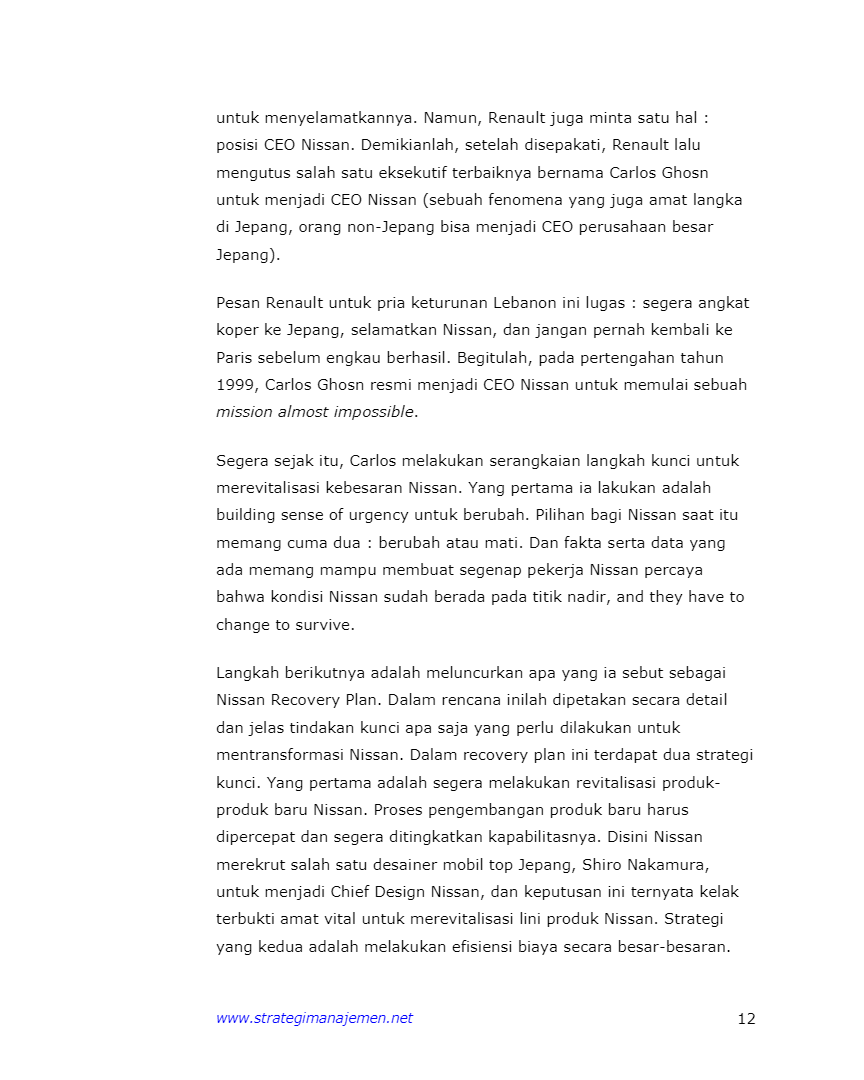 untuk menyelamatkannya. Namun, Renault juga minta satu hal :
posisi CEO Nissan. Demikianlah, setelah disepakati, Renault lalu
mengutus salah satu eksekutif terbaiknya bernama Carlos Ghosn
untuk menjadi CEO Nissan (sebuah fenomena yang juga amat langka
di Jepang, orang non-Jepang bisa menjadi CEO perusahaan besar
Jepang).
Pesan Renault untuk pria keturunan Lebanon ini lugas : segera angkat
koper ke Jepang, selamatkan Nissan, dan jangan pernah kembali ke
Paris sebelum engkau berhasil. Begitulah, pada pertengahan tahun
1999, Carlos Ghosn resmi menjadi CEO Nissan untuk memulai sebuah
mission almost impossible.
Segera sejak itu, Carlos melakukan serangkaian langkah kunci untuk
merevitalisasi kebesaran Nissan. Yang pertama ia lakukan adalah
building sense of urgency untuk berubah. Pilihan bagi Nissan saat itu
memang cuma dua : berubah atau mati. Dan fakta serta data yang
ada memang mampu membuat segenap pekerja Nissan percaya
bahwa kondisi Nissan sudah berada pada titik nadir, and they have to
change to survive.
Langkah berikutnya adalah meluncurkan apa yang ia sebut sebagai
Nissan Recovery Plan. Dalam rencana inilah dipetakan secara detail
dan jelas tindakan kunci apa saja yang perlu dilakukan untuk
mentransformasi Nissan. Dalam recovery plan ini terdapat dua strategi
kunci. Yang pertama adalah segera melakukan revitalisasi produk-
produk baru Nissan. Proses pengembangan produk baru harus
dipercepat dan segera ditingkatkan kapabilitasnya. Disini Nissan
merekrut salah satu desainer mobil top Jepang, Shiro Nakamura,
untuk menjadi Chief Design Nissan, dan keputusan ini ternyata kelak
terbukti amat vital untuk merevitalisasi lini produk Nissan. Strategi
yang kedua adalah melakukan efisiensi biaya secara besar-besaran.
www.strategimanajemen.net 12